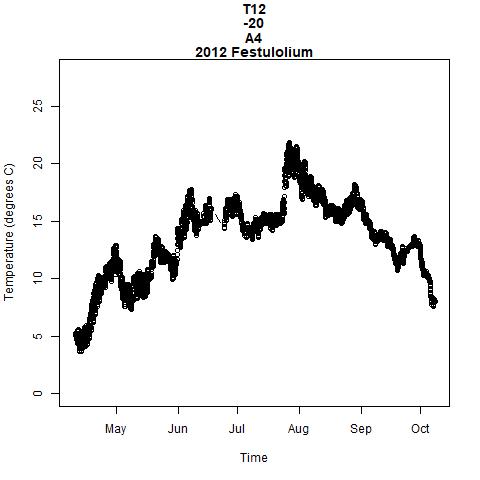 T12
-20
A4
2012 Festulolium
Temperature (degrees C)
25
20
15
10
5
0
May Jun Jul Aug Sep Oct
Time